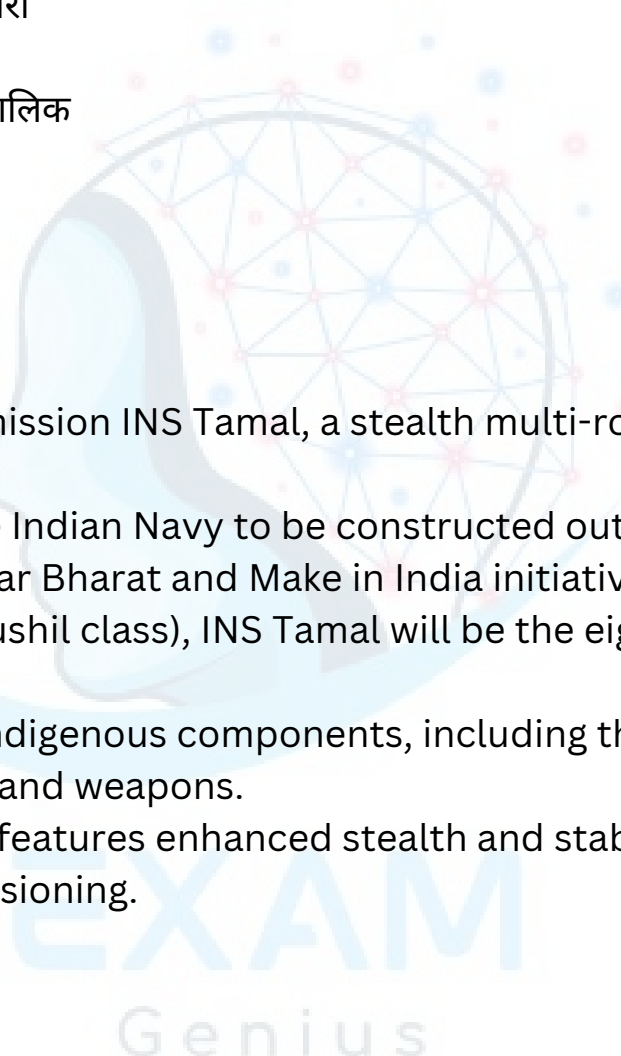 ालिक
mission INS Tamal, a stealth multi-ro
Indian Navy to be constructed out
ar Bharat and Make in India initiativ
ushil class), INS Tamal will be the eig
ndigenous components, including th
and weapons.
features enhanced stealth and stab
sioning.
EXAM
Genius